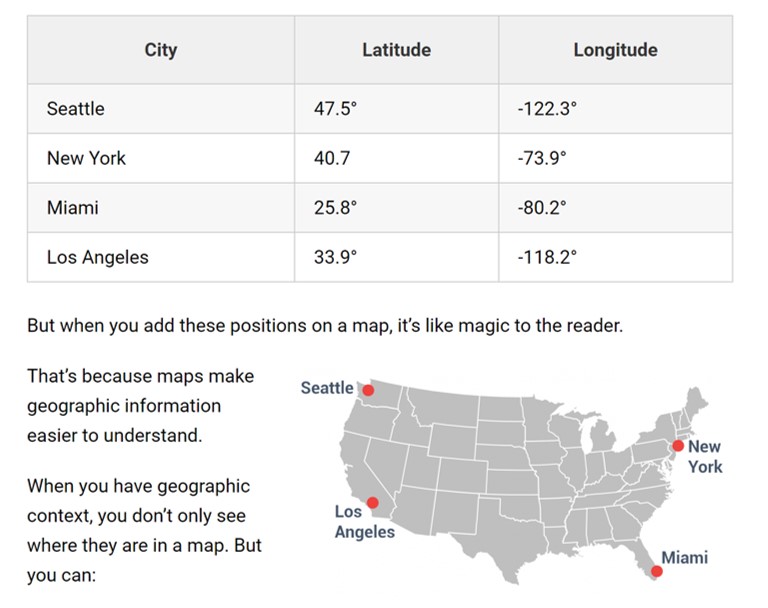 City Latitude Longitude
Seattle 47.5° -122.3°
New York 40.7 -73.9°
Miami 25.8° -80.2°
Los Angeles 33.9° -118.2°
But when you add these positions on a map, it’s like magic to the reader.
That’s because maps make
geographic information
easier to understand.
When you have geographic
context, you don’t only see
where they are in a map. But
you can:
Seattle
New
York
Los
Angeles
Miami